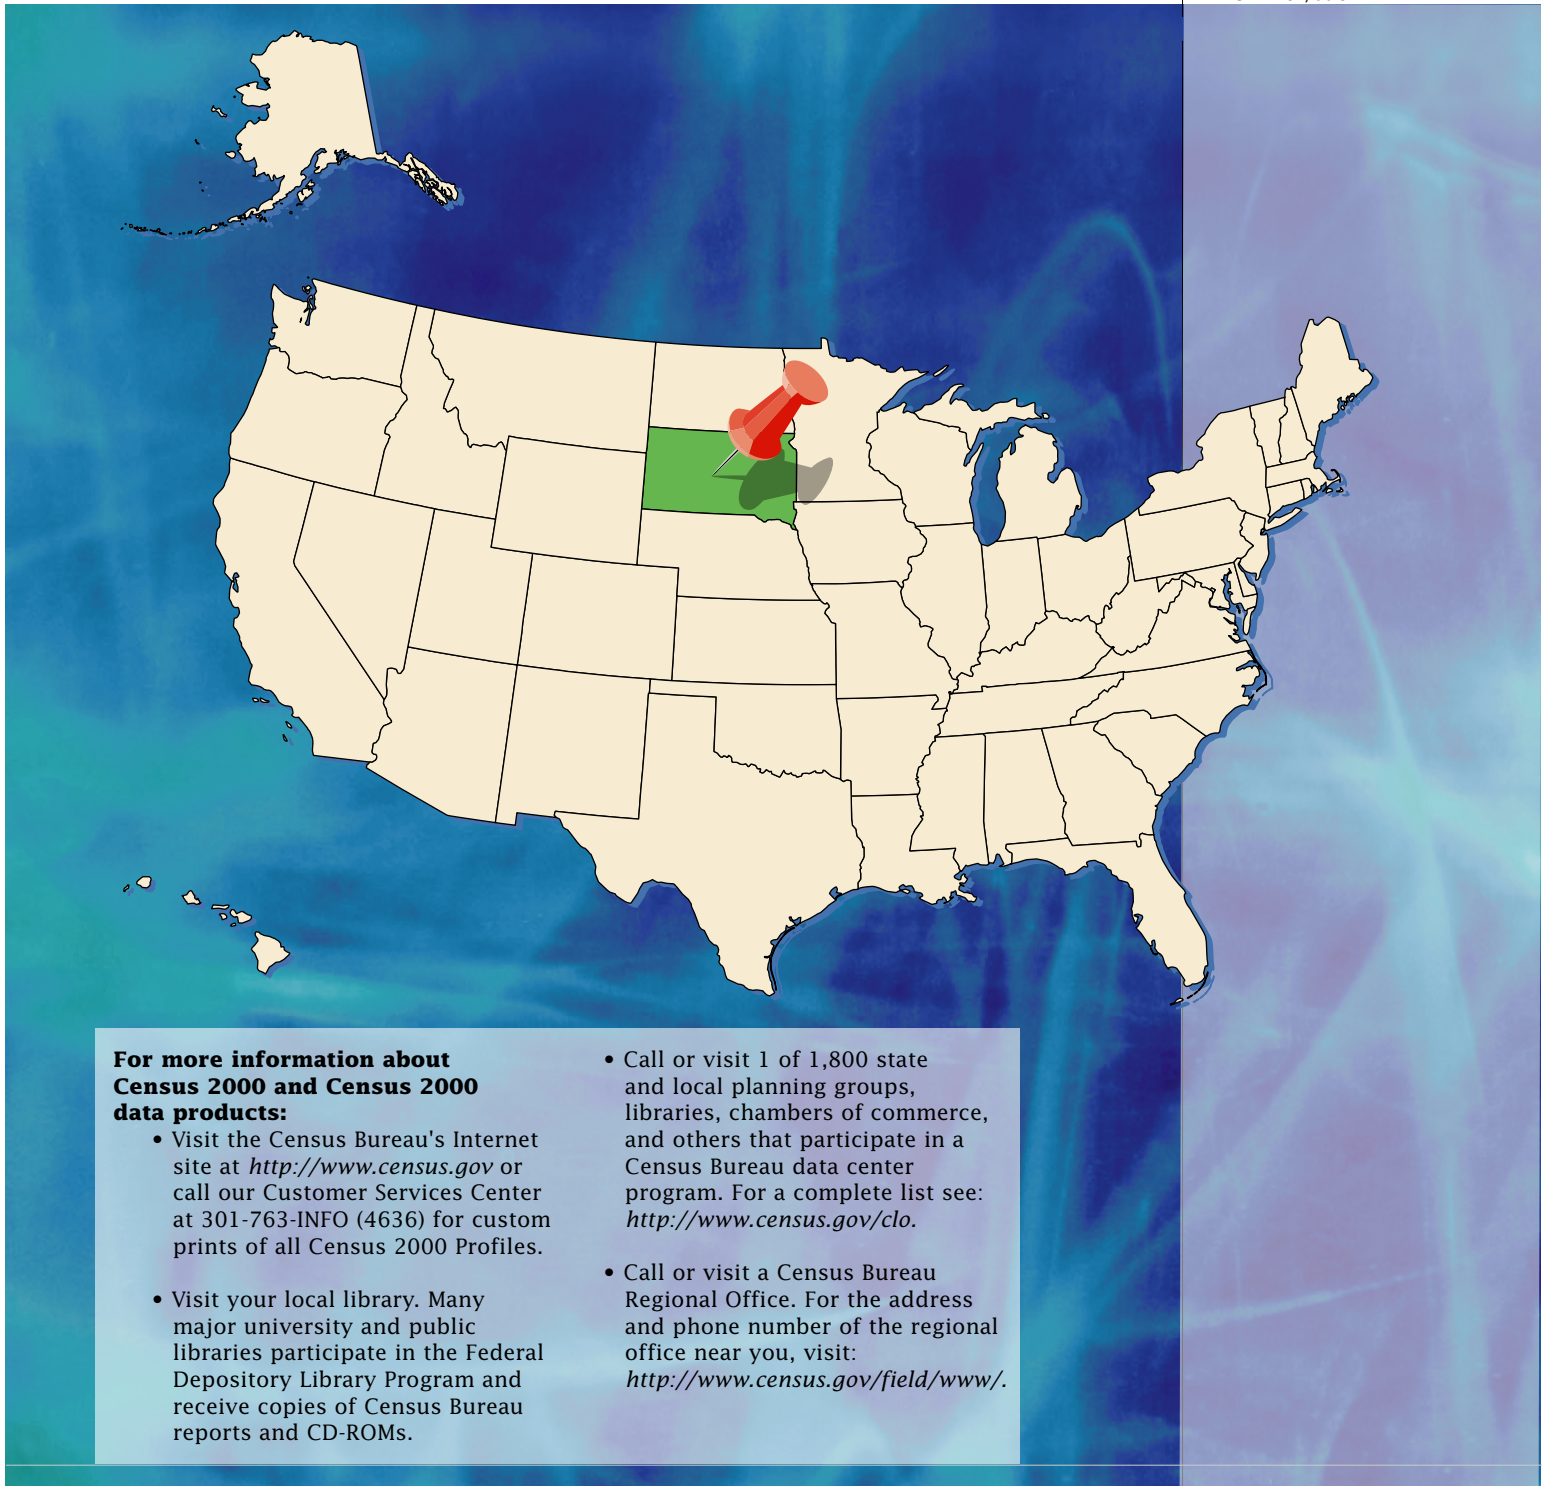 For more information about
Census 2000 and Census 2000
data products:
• Visit the Census Bureau's Internet
site at http://www.census.gov or
call our Customer Services Center
at 301-763-INFO (4636) for custom
prints of all Census 2000 Profiles.
• Visit your local library. Many
major university and public
libraries participate in the Federal
Depository Library Program and
receive copies of Census Bureau
reports and CD-ROMs.
• Call or visit 1 of 1,800 state
and local planning groups,
libraries, chambers of commerce,
and others that participate in a
Census Bureau data center
program. For a complete list see:
http://www.census.gov/clo.
• Call or visit a Census Bureau
Regional Office. For the address
and phone number of the regional
office near you, visit:
http://www.census.gov/field/www/.